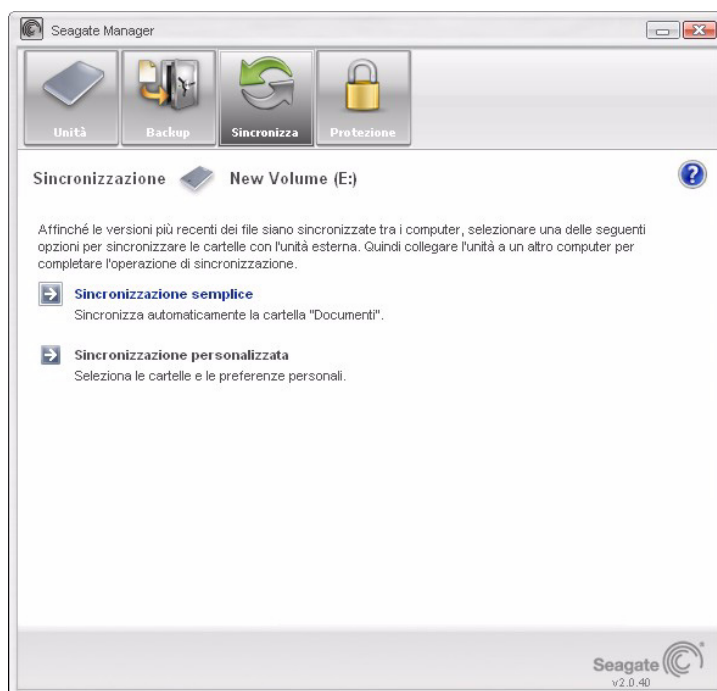 Seagate Manager
Unità
Backup
Sincronizza
Protezione
Sincronizzazione New Volume (E:)
Affinché le versioni più recenti dei file siano sincronizzate tra i computer, selezionare una delle seguenti
opzioni per sincronizzare le cartelle con l'unità esterna. Quindi collegare l'unità a un altro computer per
completare l'operazione di sincronizzazione.
Sincronizzazione semplice
Sincronizza automaticamente la cartella "Documenti".
Sincronizzazione personalizzata
Seleziona le cartelle e le preferenze personali.
Seagate
v2.0.40